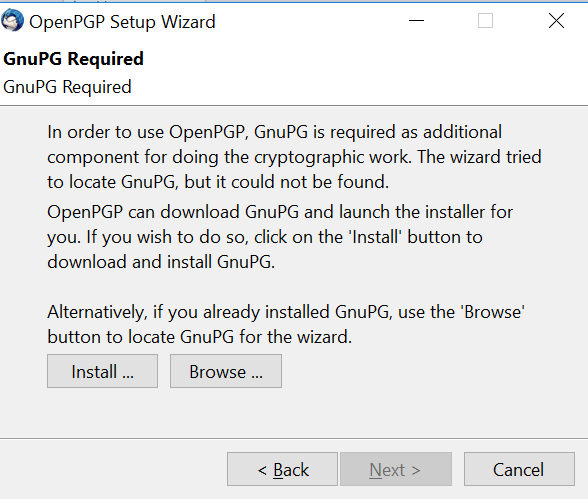 OpenPGP Setup Wizard
GnuPG Required
GnuPG Required
In order to use OpenPGP, GnuPG is required as additional
component for doing the cryptographic work. The wizard tried
to locate GnuPG, but it could not be found.
OpenPGP can download GnuPG and launch the installer for
you. If you wish to do so, click on the 'Install' button to
download and install GnuPG.
Alternatively, if you already installed GnuPG, use the 'Browse'
button to locate GnuPG for the wizard.
Install ... Browse ...
< Back Next > Cancel